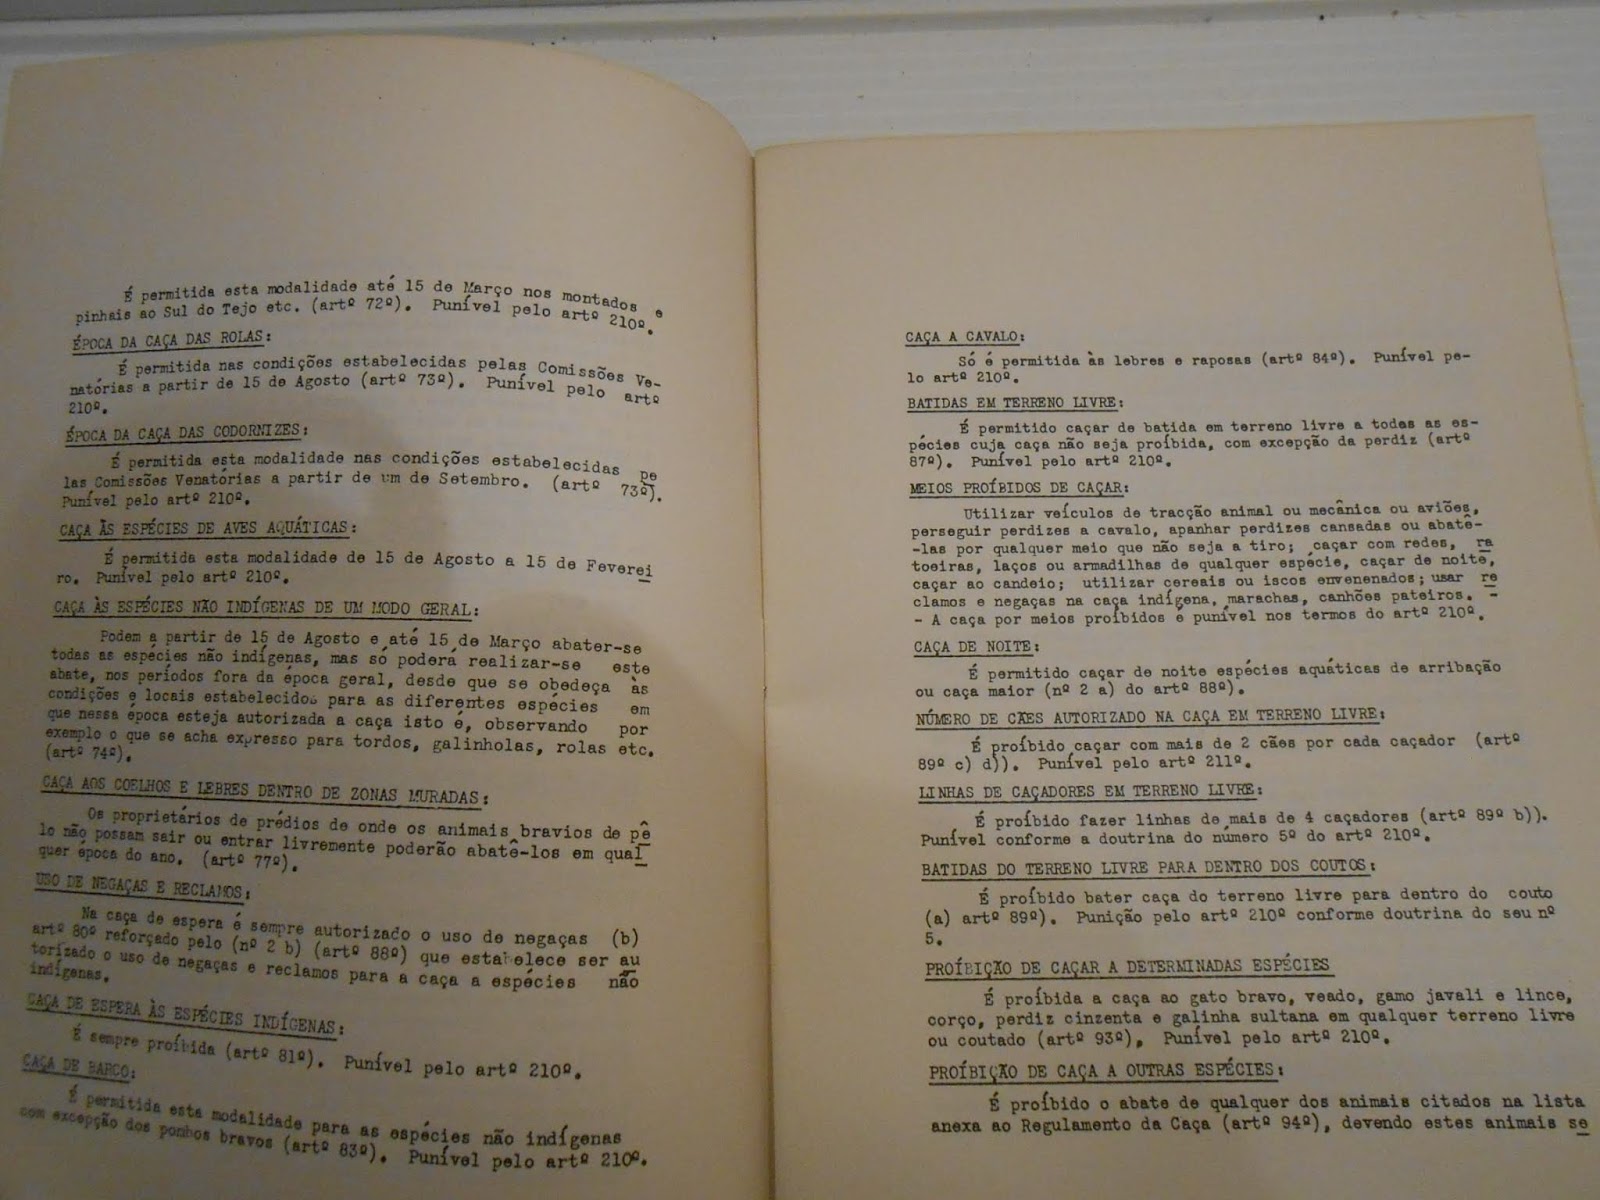 É permitida esta modalidade até 15 de Março nos montados e
pinhais ao Sul do Tejo etc. (artº 72º). Punível pelo artº 210º.
ÉPOCA DA CAÇA DAS ROLAS:
É permitida nas condições estabelecidas pelas Comissões Ve-
natórias a partir de 15 de Agosto (artº 73º). Punível pelo artº
210º.
ÉPOCA DA CAÇA DAS CODORNIZES:
É permitida esta modalidade nas condições estabelecidas pe
las Comissões Venatórias a partir de um de Setembro. (artº 73º).
Punível pelo artº 210º.
CAÇA ÀS ESPÉCIES DE AVES AQUÁTICAS:
É permitida esta modalidade de 15 de Agosto a 15 de Feverei
ro. Punível pelo artº 210º.
CAÇA ÀS ESPÉCIES NÃO INDÍGENAS DE UM MODO GERAL:
Podem a partir de 15 de Agosto e até 15 de Março abater-se
todas as espécies não indígenas, mas só poderá realizar-se este
abate, nos períodos fora da época geral, desde que se obedeça às
condições e locais estabelecidos para as diferentes espécies em
que nessa época esteja autorizada a caça isto é, observando por
exemplo o que se acha expresso para tordos, galinholas, rolas etc.
(artº 74º).
CAÇA AOS COELHOS E LEBRES DENTRO DE ZONAS MURADAS:
Os proprietários de prédios de onde os animais bravios de pê
lo não possam sair ou entrar livremente poderão abatê-los em qual
quer época do ano. (artº 77º).
USO DE NEGAÇAS E RECLAMOS:
Na caça de espera é sempre autorizado o uso de negaças (b)
artº 80º reforçado pelo (nº 2 b) (artº 88º) que estabelece ser au
torizado o uso de negaças e reclamos para a caça a espécies não
indígenas.
CAÇA DE ESPERA ÀS ESPÉCIES INDÍGENAS:
É sempre proíbida (artº 81º). Punível pelo artº 210º.
CAÇA DE BARCO:
É permitida esta modalidade para as espécies não indígenas
com excepção dos pombos bravos (artº 83º). Punível pelo artº 210º.
CAÇA A CAVALO:
Só é permitida às lebres e raposas (artº 84º). Punível pe-
lo artº 210º.
BATIDAS EM TERRENO LIVRE:
É permitido caçar de batida em terreno livre a todas as es-
pécies cuja caça não seja proíbida, com excepção da perdiz (artº
87º). Punível pelo artº 210º.
MEIOS PROÍBIDOS DE CAÇAR:
Utilizar veículos de tracção animal ou mecânica ou aviões,
perseguir perdizes a cavalo, apanhar perdizes cansadas ou abatê-
-las por qualquer meio que não seja a tiro; caçar com redes, ra
toeiras, laços ou armadilhas de qualquer espécie, caçar de noite,
caçar ao candeio; utilizar cereais ou iscos envenenados; usar re
clamos e negaças na caça indígena, marachas, canhões pateiros. -
- A caça por meios proíbidos e punível nos termos do artº 210º.
CAÇA DE NOITE:
É permitido caçar de noite espécies aquáticas de arribação
ou caça maior (nº 2 a) do artº 88º).
NÚMERO DE CÃES AUTORIZADO NA CAÇA EM TERRENO LIVRE:
É proíbido caçar com mais de 2 cães por cada caçador (artº
89º c) d)). Punível pelo artº 211º.
LINHAS DE CAÇADORES EM TERRENO LIVRE:
É proíbido fazer linhas de mais de 4 caçadores (artº 89º b)).
Punível conforme a doutrina do número 5º do artº 210º.
BATIDAS DO TERRENO LIVRE PARA DENTRO DOS COUTOS:
É proíbido bater caça do terreno livre para dentro do couto
(a) artº 89º). Punição pelo artº 210º conforme doutrina do seu nº
5.
PROÍBIÇÃO DE CAÇAR A DETERMINADAS ESPÉCIES
É proíbida a caça ao gato bravo, veado, gamo javali e lince,
corço, perdiz cinzenta e galinha sultana em qualquer terreno livre
ou coutado (artº 93º), Punível pelo artº 210º.
PROÍBIÇÃO DE CAÇA A OUTRAS ESPÉCIES:
É proíbido o abate de qualquer dos animais citados na lista
anexa ao Regulamento da Caça (artº 94º), devendo estes animais se